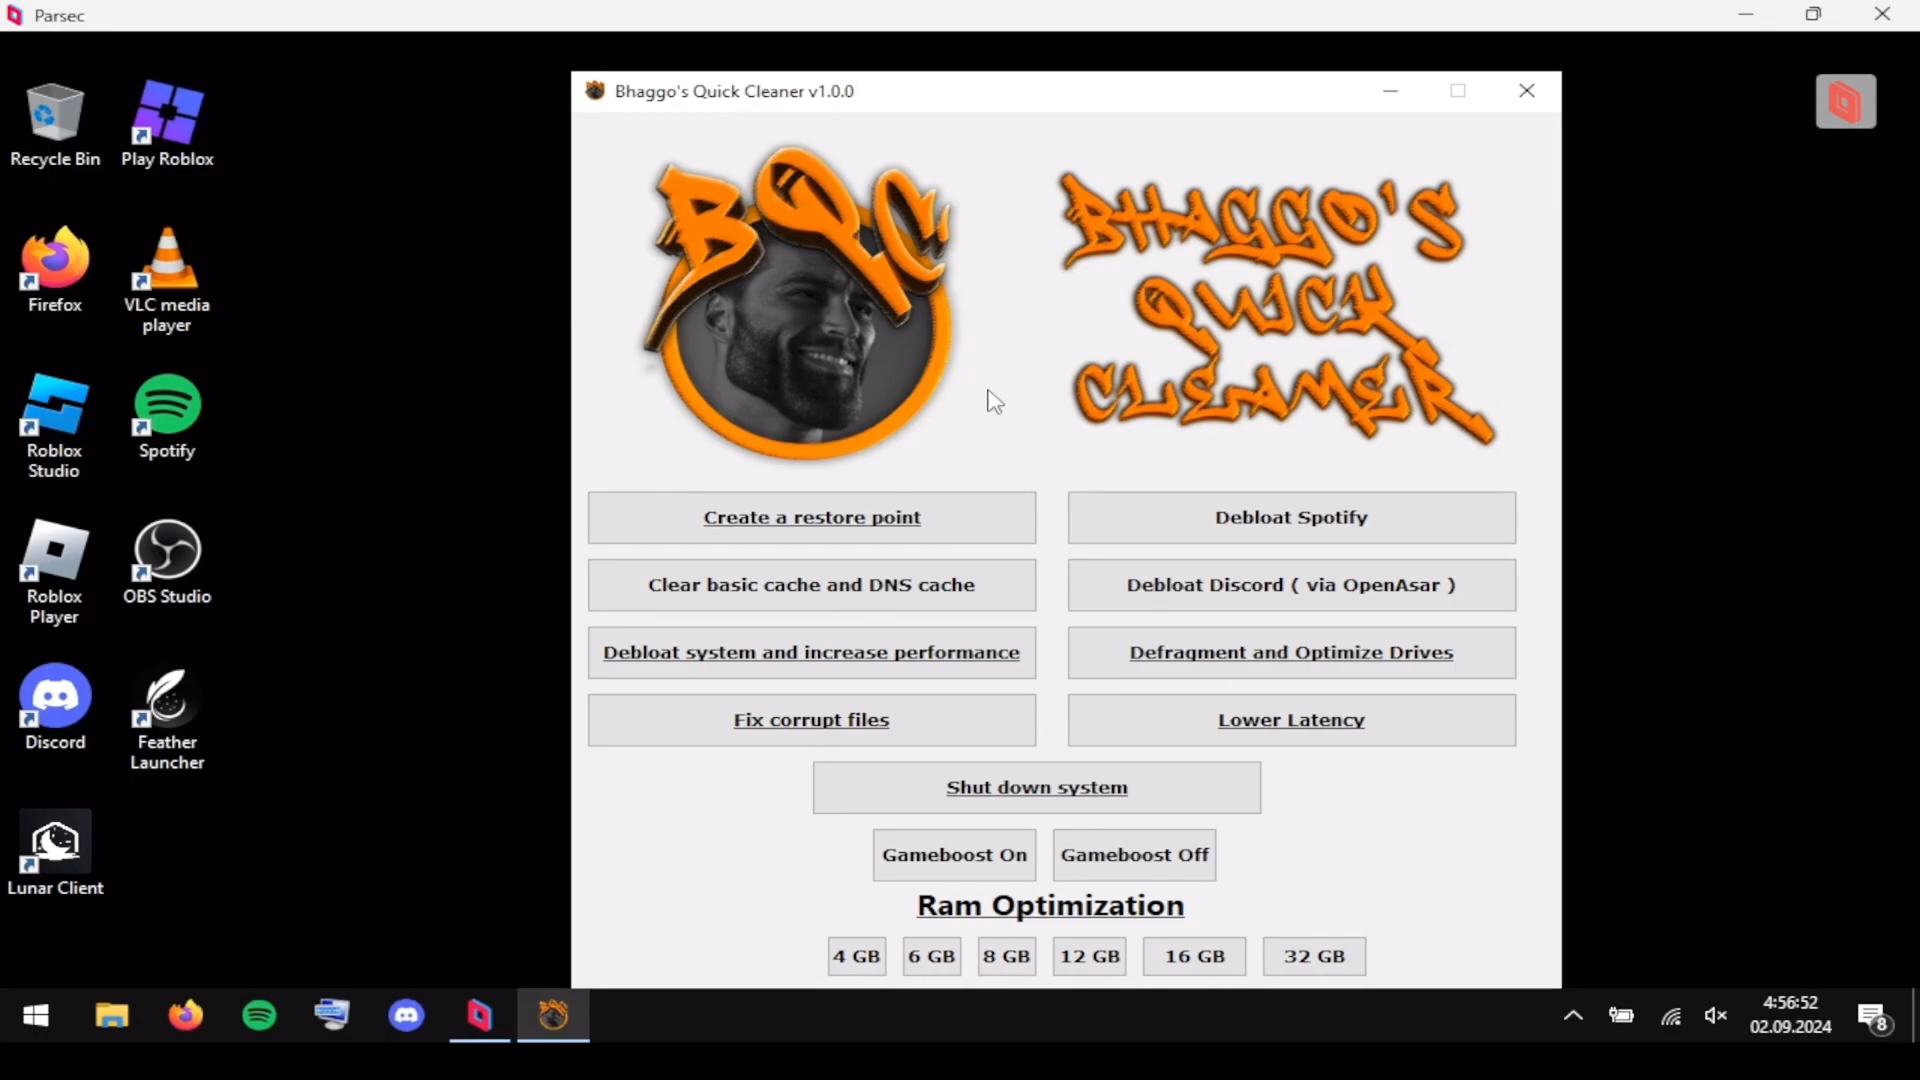 Parsec
Bhaggo's Quick Cleaner v1.0.0
Recycle Bin
Play Roblox
Firefox
VLC media
player
Roblox
Studio
Spotify
Roblox
Player
OBS Studio
Discord
Feather
Launcher
Lunar Client
BQC
BHAGGO'S
QUICK
CLEANER
Create a restore point
Debloat Spotify
Clear basic cache and DNS cache
Debloat Discord ( via OpenAsar )
Debloat system and increase performance
Defragment and Optimize Drives
Fix corrupt files
Lower Latency
Shut down system
Gameboost On
Gameboost Off
Ram Optimization
4 GB
6 GB
8 GB
12 GB
16 GB
32 GB
4:56:52
02.09.2024
8